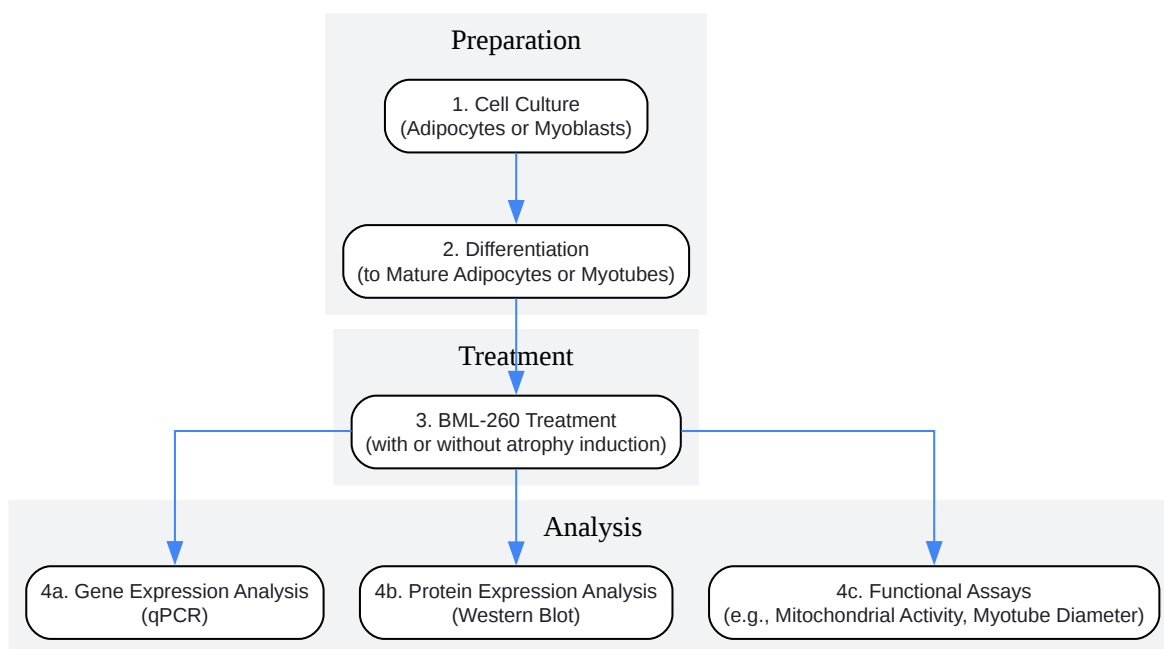 Preparation
1. Cell Culture
(Adipocytes or Myoblasts)
2. Differentiation
(to Mature Adipocytes or Myotubes)
Treatment
3. BML-260 Treatment
(with or without atrophy induction)
Analysis
4a. Gene Expression Analysis
(qPCR)
4b. Protein Expression Analysis
(Western Blot)
4c. Functional Assays
(e.g., Mitochondrial Activity, Myotube Diameter)